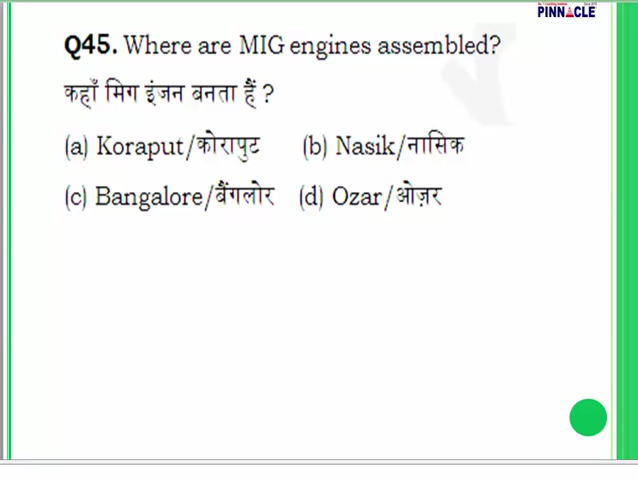 PINNACLE
Q45. Where are MIG engines assembled?
कहाँ मिग इंजन बनता हैं ?
(a) Koraput/कोरापुट (b) Nasik/नासिक
(c) Bangalore/बैंगलोर (d) Ozar/ओज़र